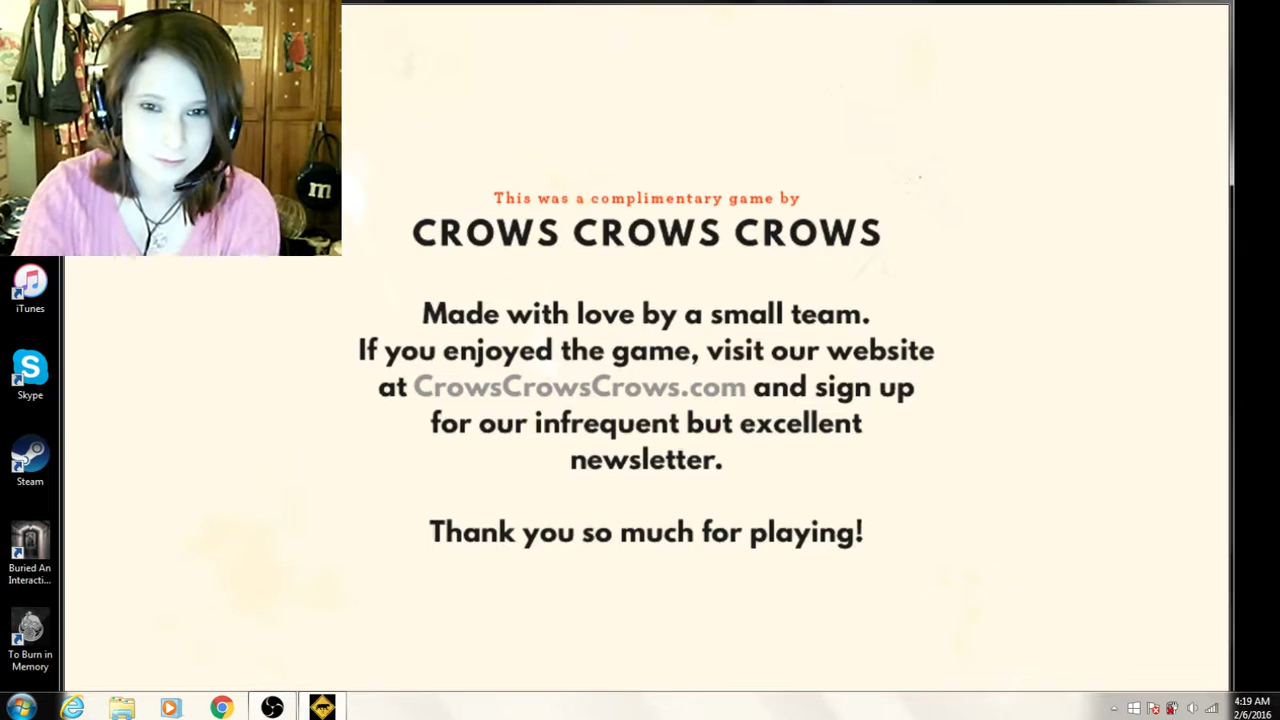 This was a complimentary game by
CROWS CROWS CROWS
Made with love by a small team.
If you enjoyed the game, visit our website
at CrowsCrowsCrows.com and sign up
for our infrequent but excellent
newsletter.
Thank you so much for playing!
m
iTunes
Skype
Steam
Buried An
Interacti...
To Burn in
Memory
4:19 AM
2/6/2016